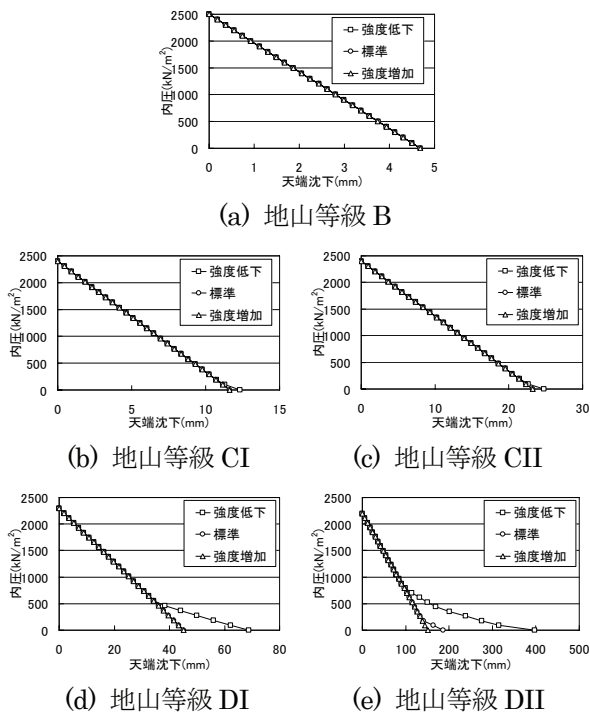 2500
2000
1500
1000
500
0
内圧(kN/m²)
強度低下
標準
強度増加
0 1 2 3 4 5
天端沈下(mm)
(a) 地山等級 B
2500
2000
1500
1000
500
0
内圧(kN/m²)
強度低下
標準
強度増加
0 5 10 15
天端沈下(mm)
(b) 地山等級 CI
2500
2000
1500
1000
500
0
内圧(kN/m²)
強度低下
標準
強度増加
0 10 20 30
天端沈下(mm)
(c) 地山等級 CII
2500
2000
1500
1000
500
0
内圧(kN/m²)
強度低下
標準
強度増加
0 20 40 60 80
天端沈下(mm)
(d) 地山等級 DI
2500
2000
1500
1000
500
0
内圧(kN/m²)
強度低下
標準
強度増加
0 100 200 300 400 500
天端沈下(mm)
(e) 地山等級 DII